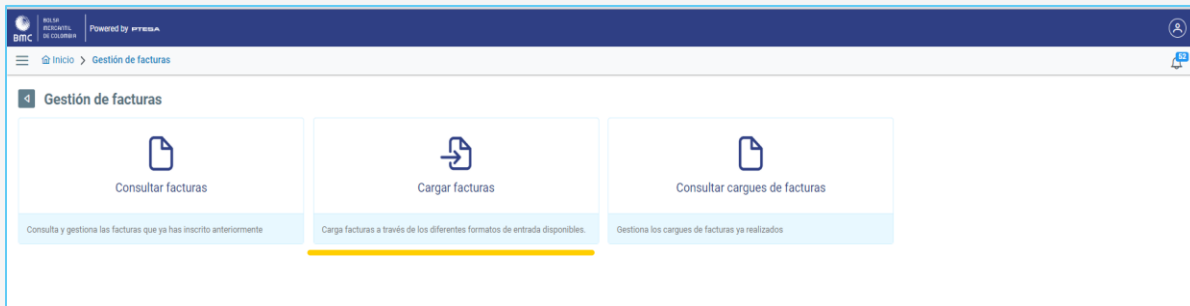 BOLSA
MERCANTIL
DE COLOMBIA
BMC
Powered by PTESA
Inicio > Gestión de facturas
52
Gestión de facturas
Consultar facturas
Consulta y gestiona las facturas que ya has inscrito anteriormente
Cargar facturas
Carga facturas a través de los diferentes formatos de entrada disponibles.
Consultar cargues de facturas
Gestiona los cargues de facturas ya realizados